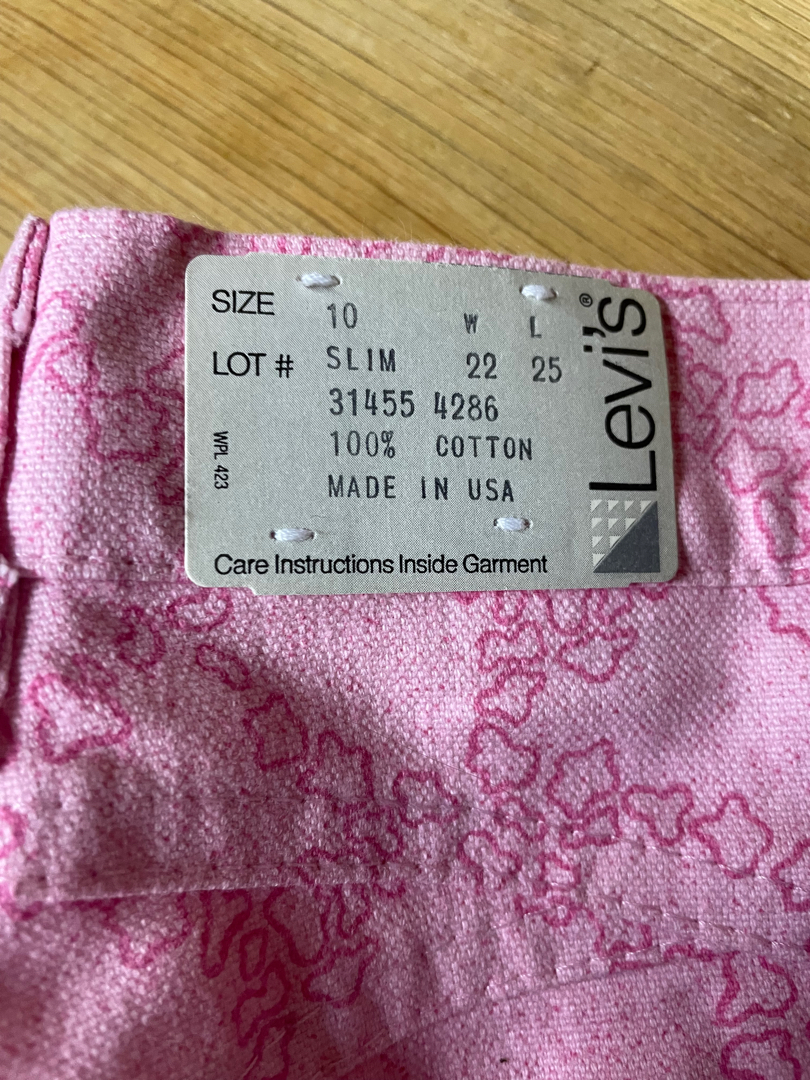 SIZE 10 W L
LOT # SLIM 22 25
31455 4286
100% COTTON
MADE IN USA
WPL 423
Care Instructions Inside Garment
Levi's®